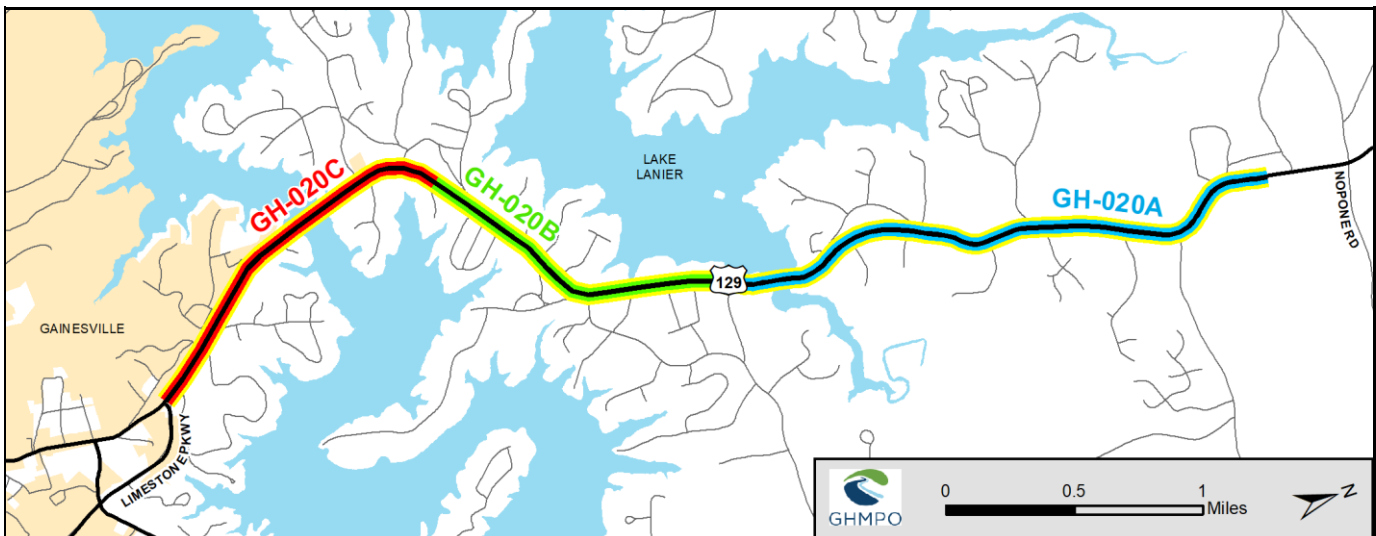 GH-020C
GH-020B
LAKE
LANIER
GH-020A
NOPONE RD
129
GAINESVILLE
LIMESTONE PKWY
GHMPO
0 0.5 1
Miles
N